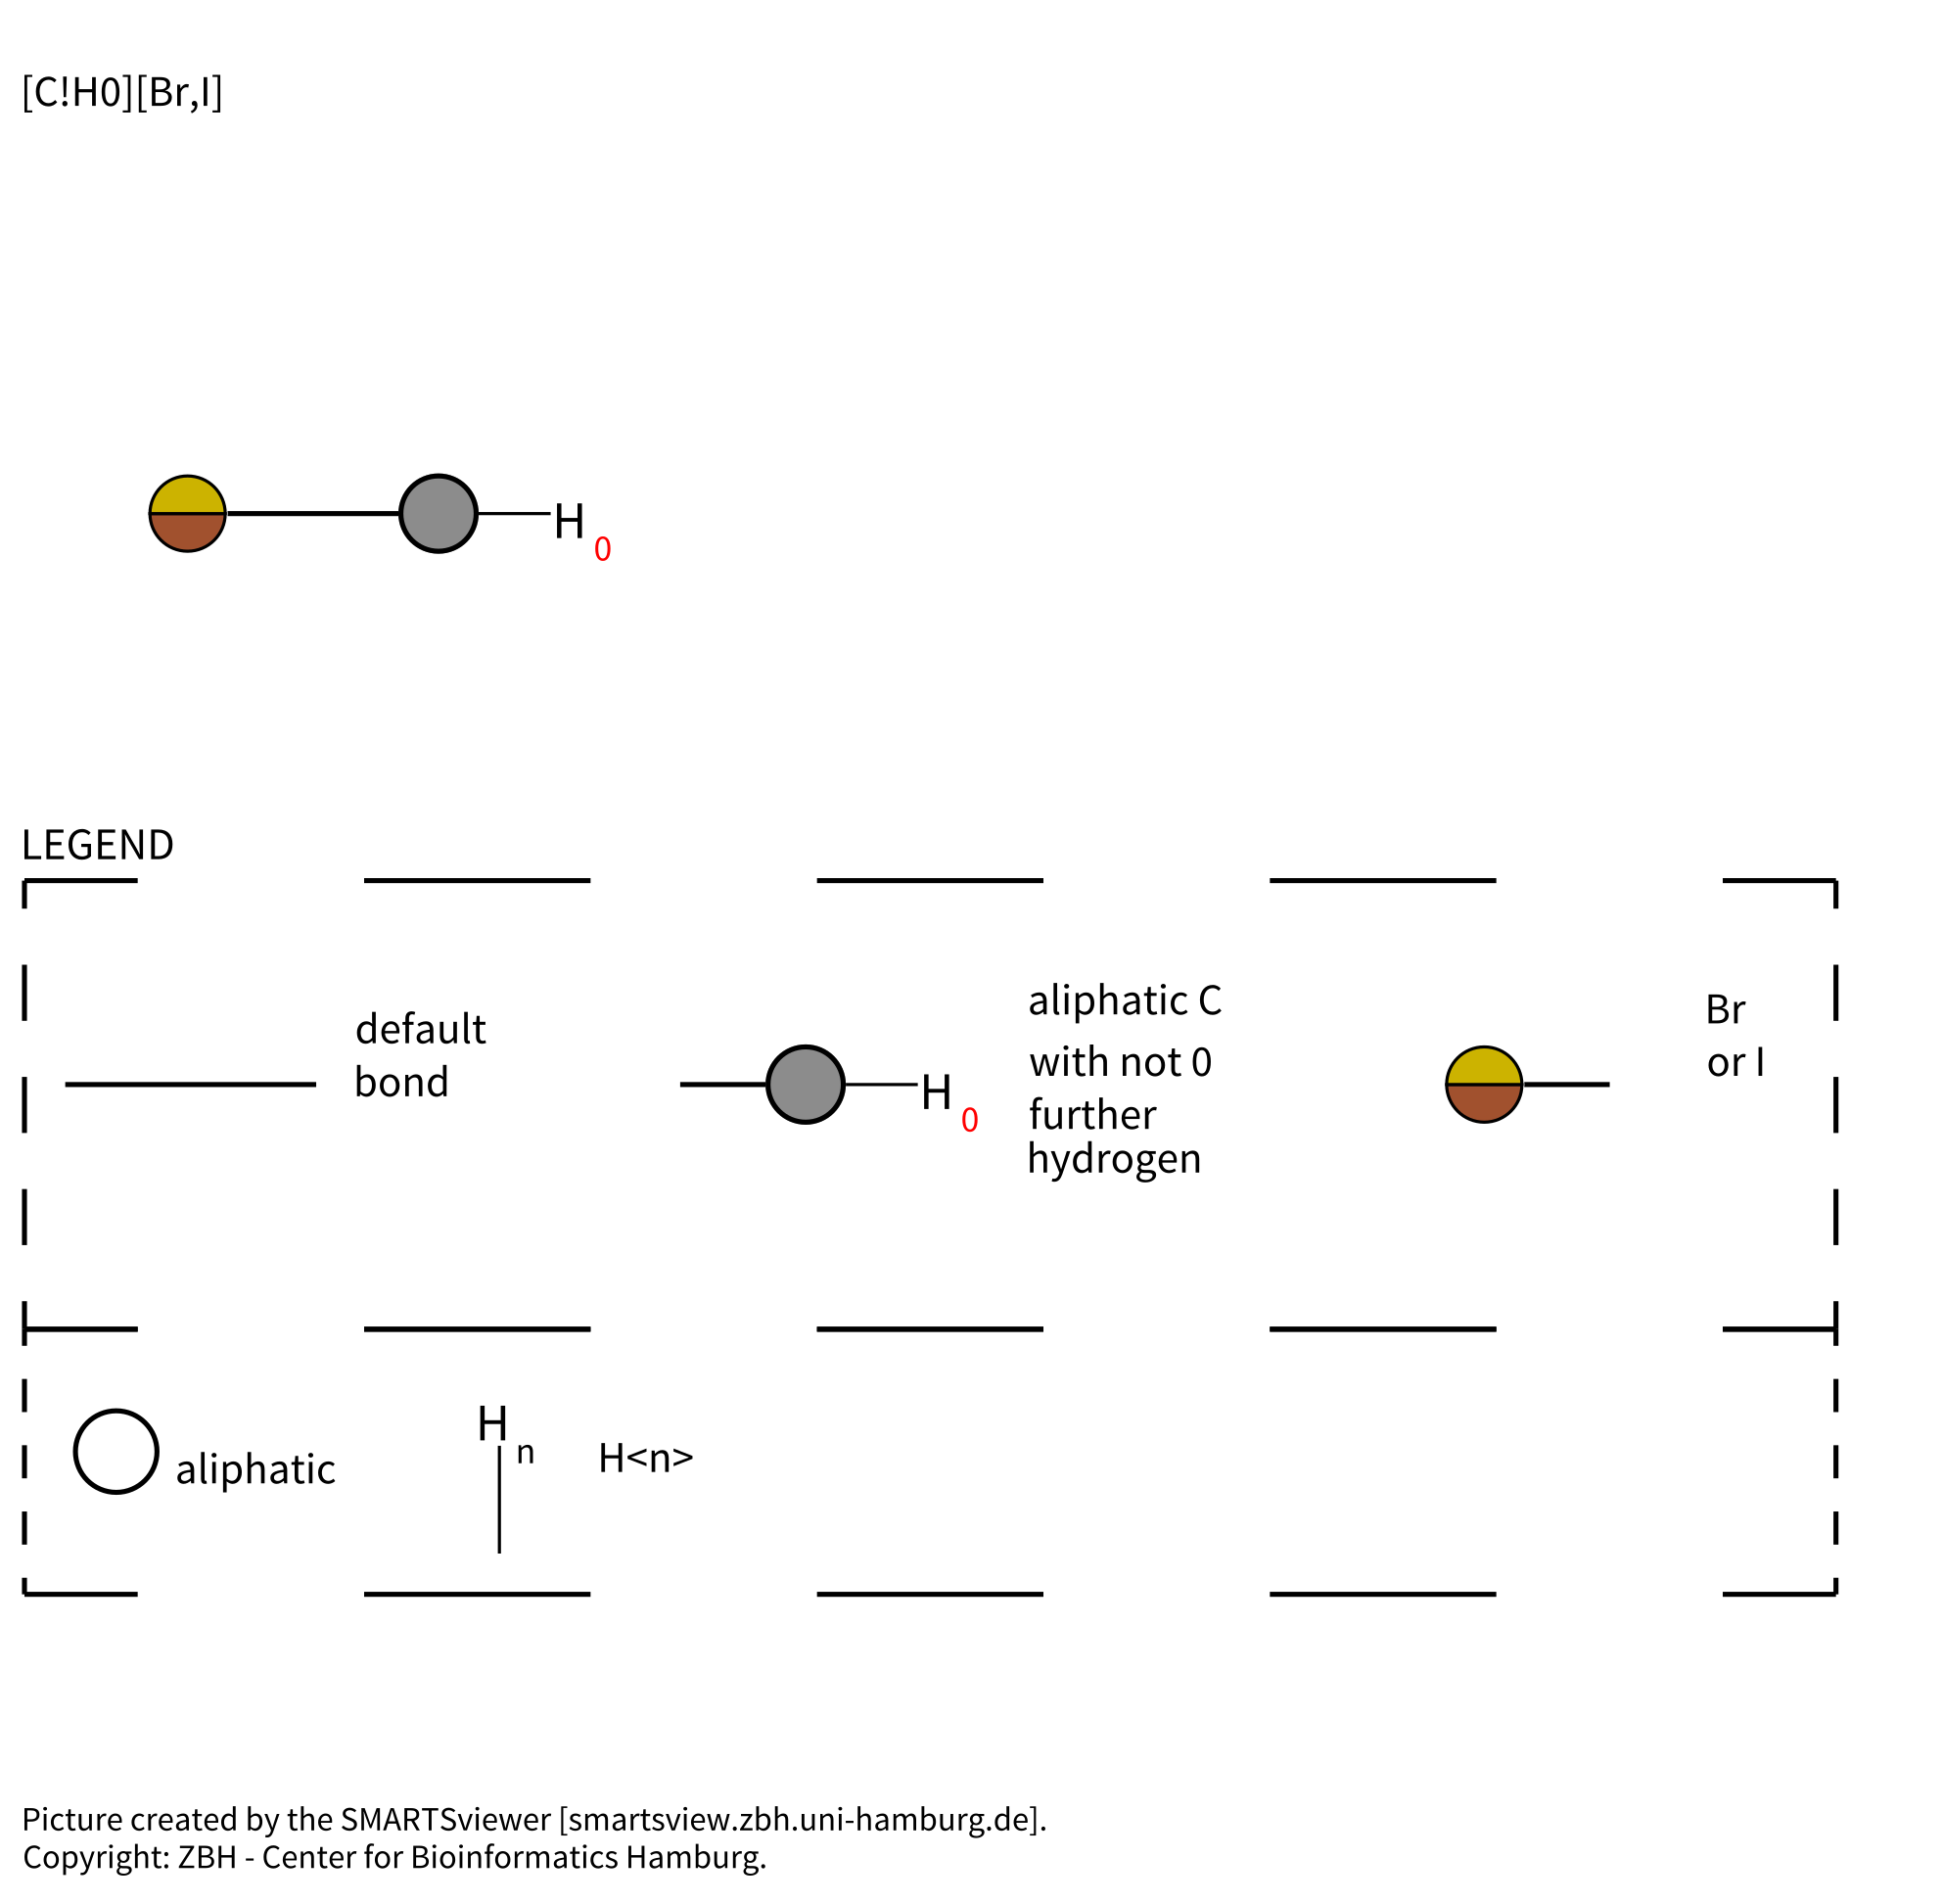 [C!H0][Br,I]
H
0
LEGEND
default
bond
H
0
aliphatic C
with not 0
further
hydrogen
Br
or I
aliphatic
H
n
H<n>
Picture created by the SMARTSviewer [smartsview.zbh.uni-hamburg.de].
Copyright: ZBH - Center for Bioinformatics Hamburg.